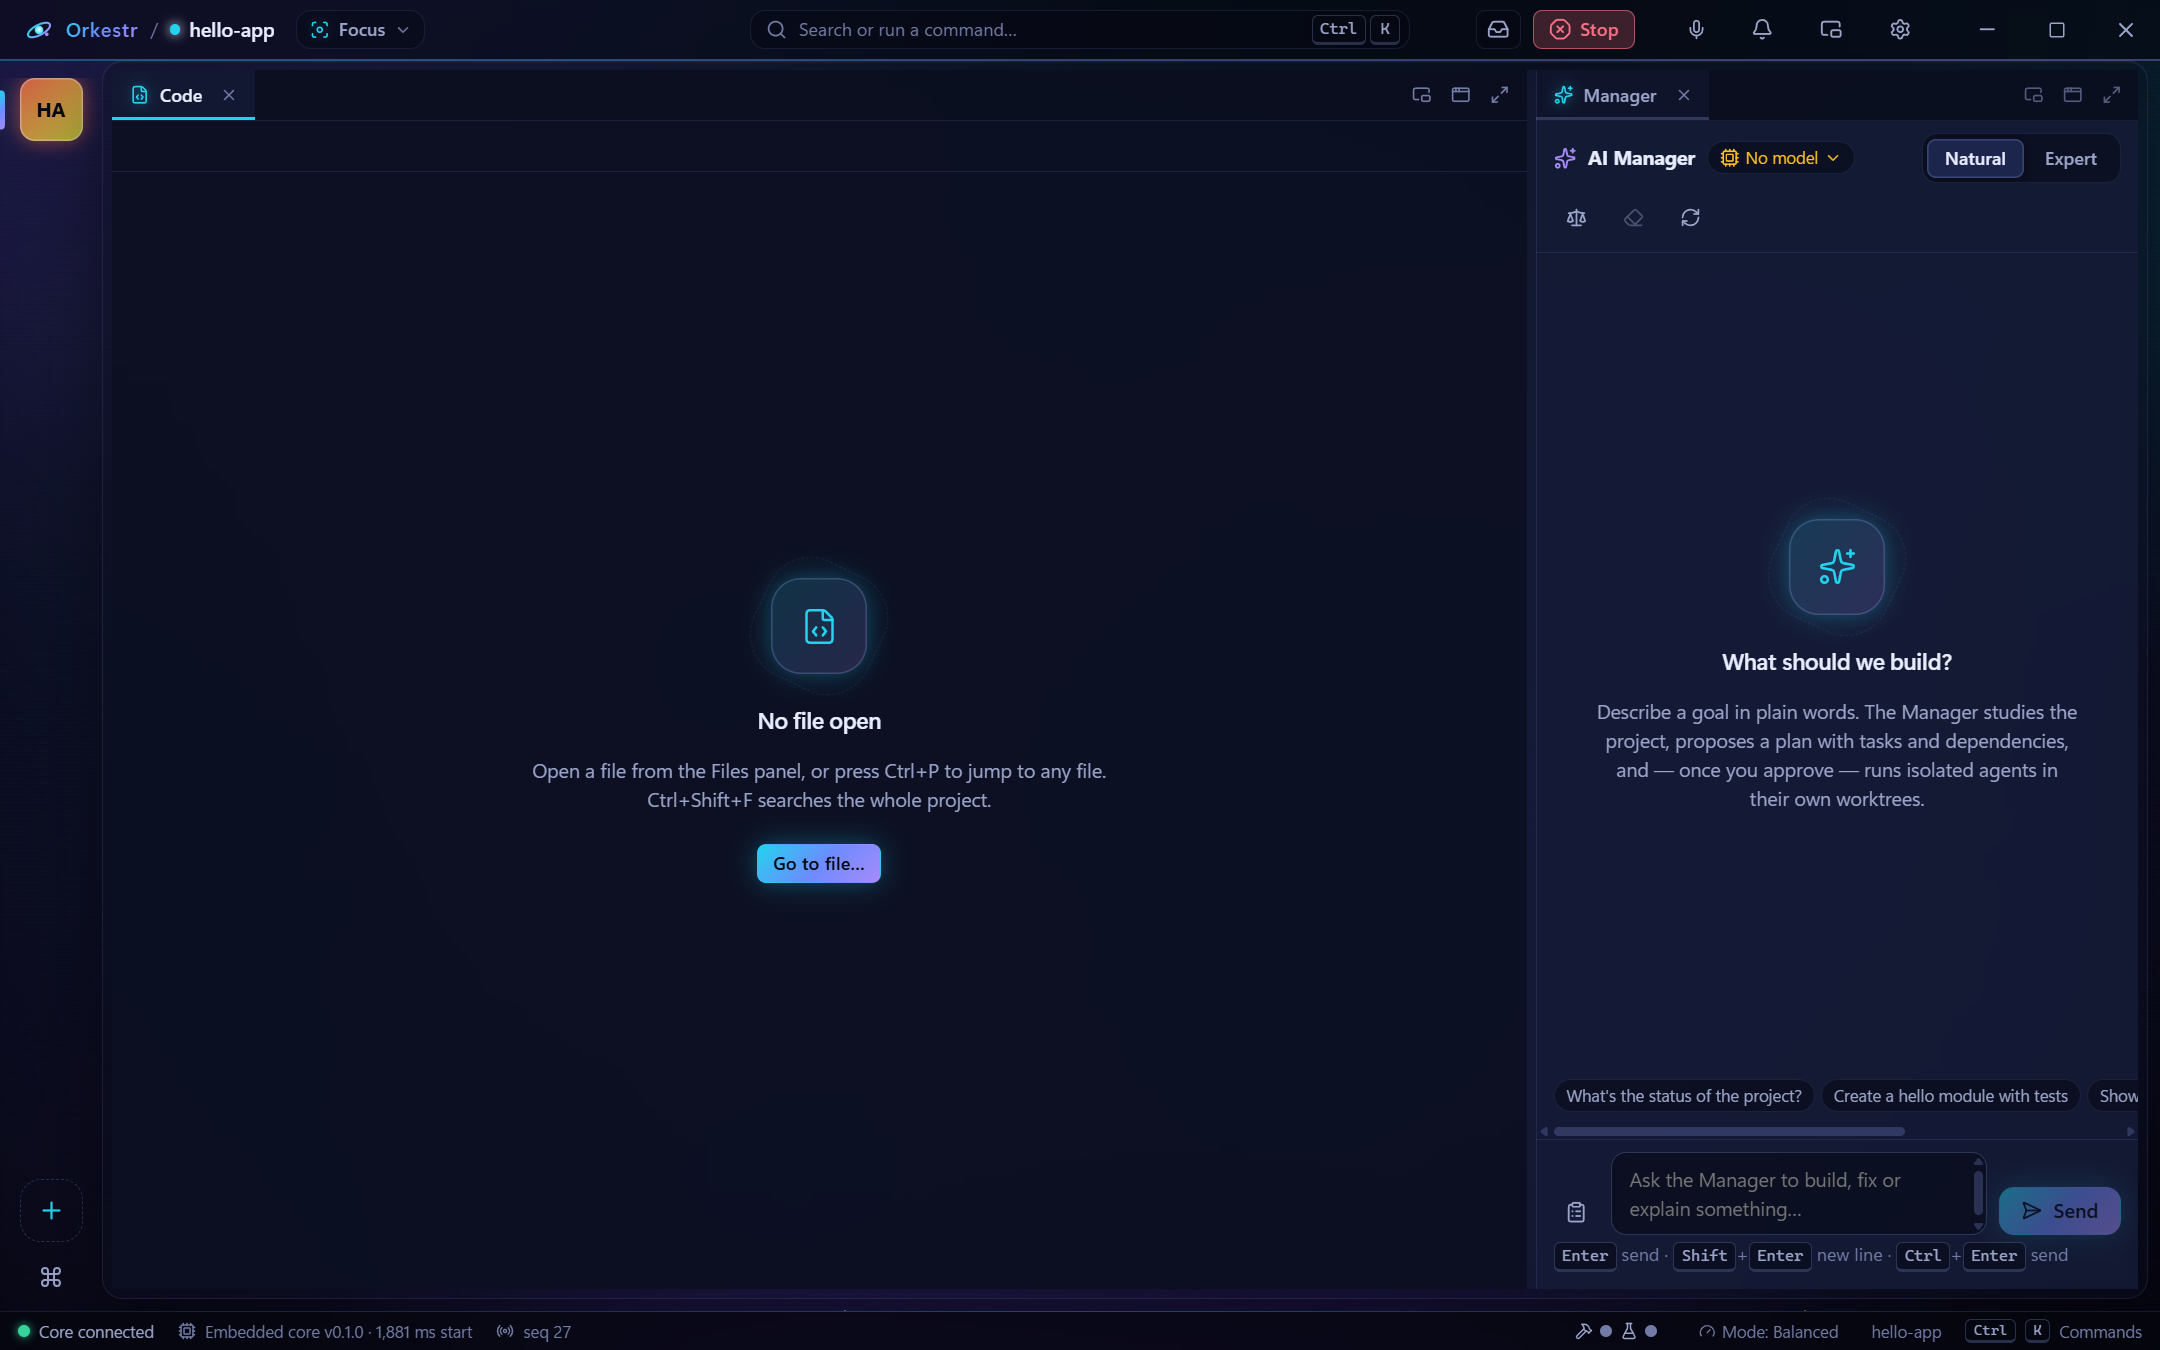 Orkestr / hello-app
Focus
Search or run a command...
Ctrl K
Stop
HA
Code
Manager
AI Manager
No model
Natural
Expert
No file open
Open a file from the Files panel, or press Ctrl+P to jump to any file.
Ctrl+Shift+F searches the whole project.
Go to file...
What should we build?
Describe a goal in plain words. The Manager studies the
project, proposes a plan with tasks and dependencies,
and — once you approve — runs isolated agents in
their own worktrees.
What's the status of the project?
Create a hello module with tests
Show
Ask the Manager to build, fix or
explain something...
Send
Enter send · Shift + Enter new line · Ctrl + Enter send
Core connected
Embedded core v0.1.0 · 1,881 ms start
seq 27
Mode: Balanced
hello-app
Ctrl K Commands